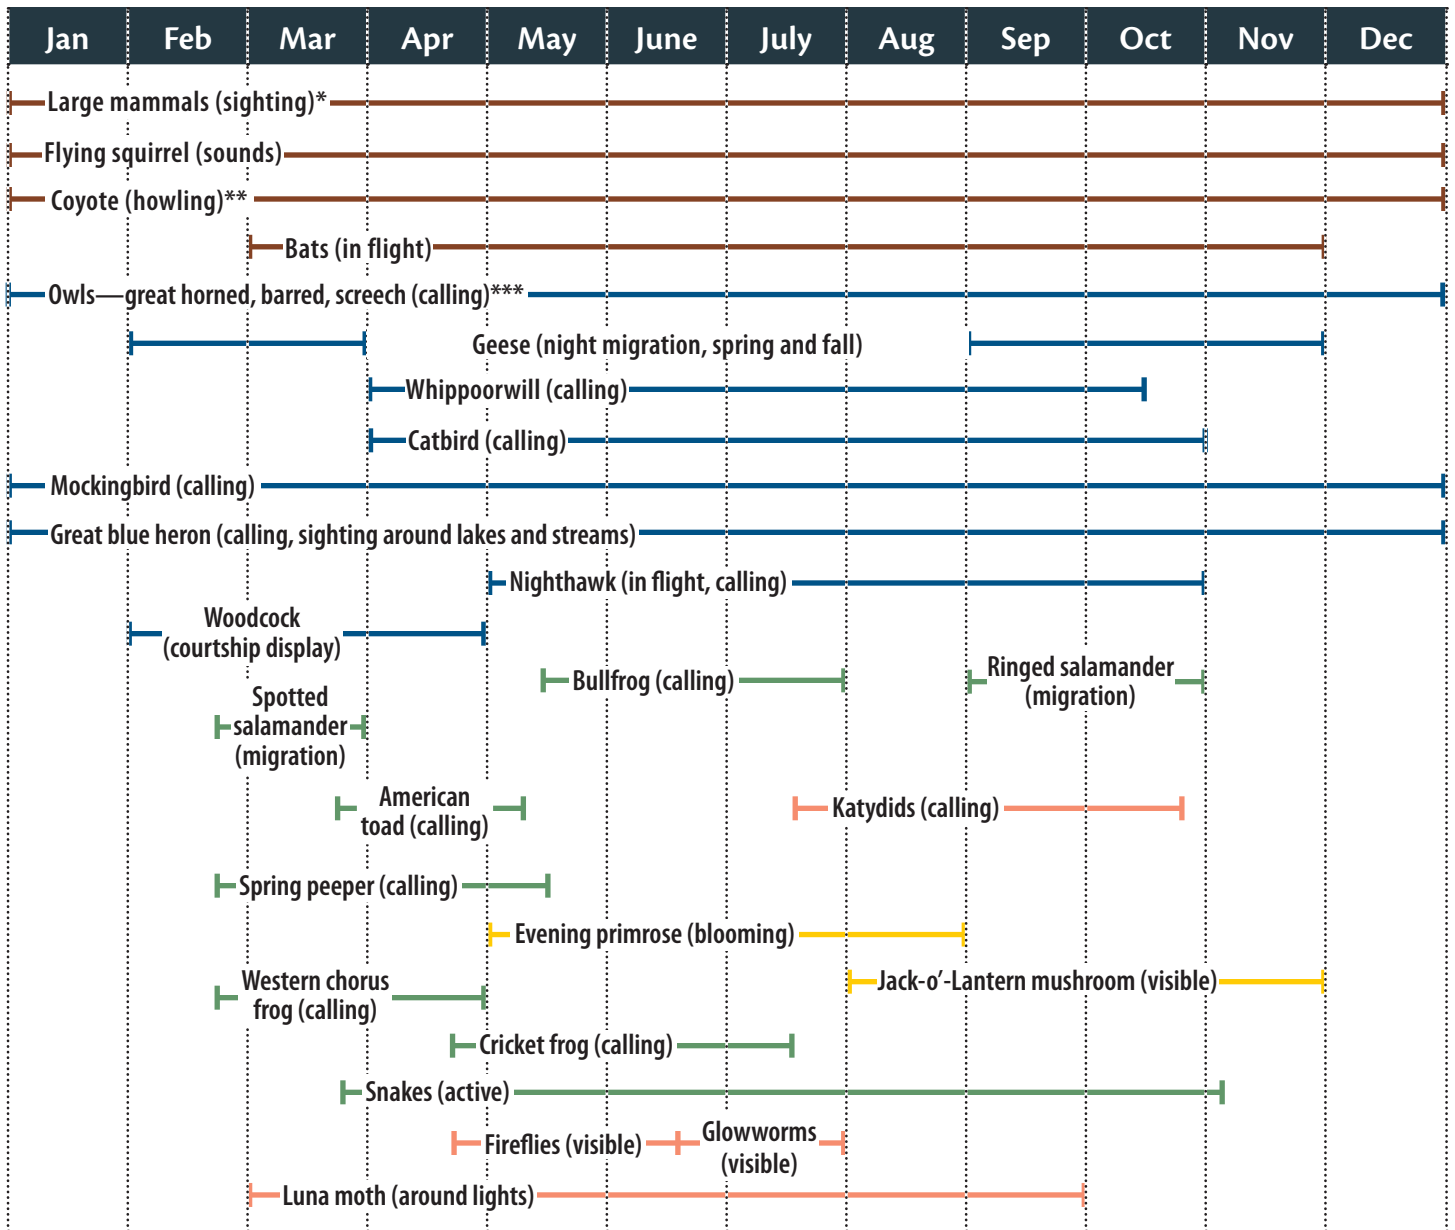 Jan Feb Mar Apr May June July Aug Sep Oct Nov Dec
Large mammals (sighting)*
Flying squirrel (sounds)
Coyote (howling)**
Bats (in flight)
Owls—great horned, barred, screech (calling)***
Geese (night migration, spring and fall)
Whippoorwill (calling)
Catbird (calling)
Mockingbird (calling)
Great blue heron (calling, sighting around lakes and streams)
Nighthawk (in flight, calling)
Woodcock
(courtship display)
Bullfrog (calling)
Ringed salamander
(migration)
Spotted
salamander
(migration)
American
toad (calling)
Katydids (calling)
Spring peeper (calling)
Evening primrose (blooming)
Western chorus
frog (calling)
Jack-o’-Lantern mushroom (visible)
Cricket frog (calling)
Snakes (active)
Fireflies (visible)
Glowworms
(visible)
Luna moth (around lights)